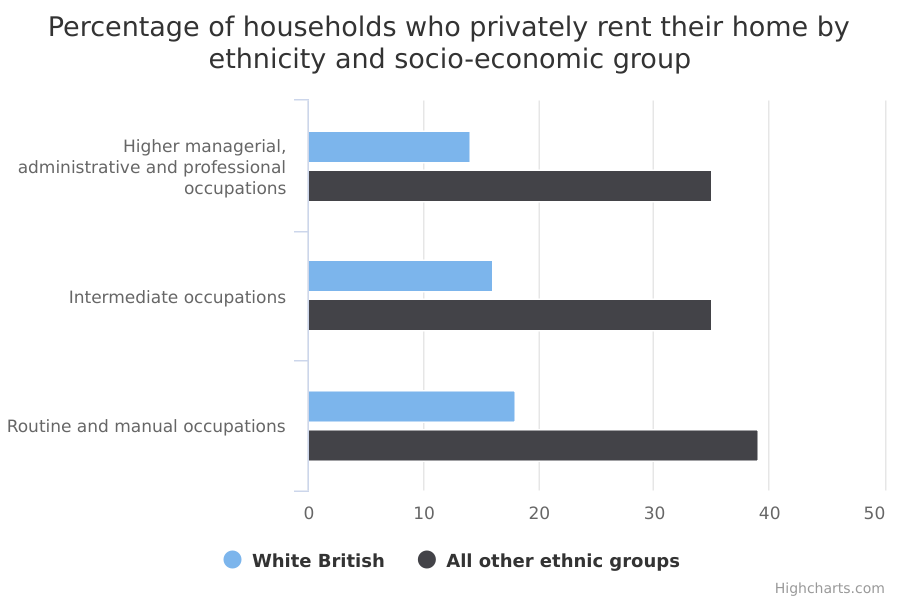 Percentage of households who privately rent their home by
ethnicity and socio-economic group
Higher managerial,
administrative and professional
occupations
Intermediate occupations
Routine and manual occupations
0 10 20 30 40 50
White British All other ethnic groups
Highcharts.com